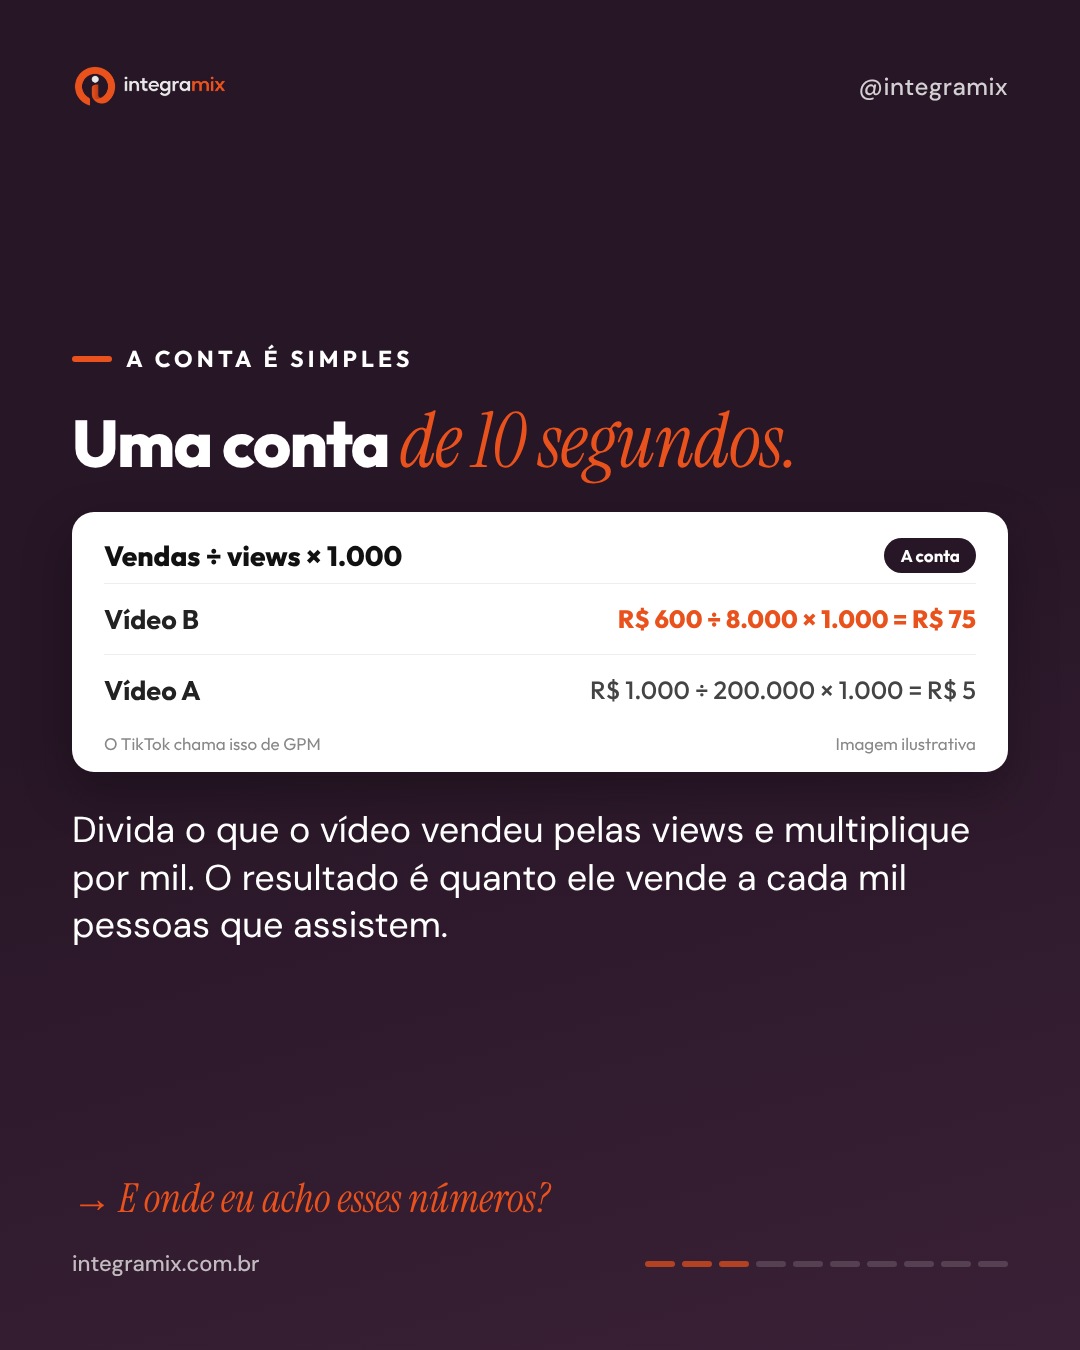 integramix
@integramix
A CONTA É SIMPLES
Uma conta de 10 segundos.
Vendas ÷ views × 1.000
A conta
Vídeo B
R$ 600 ÷ 8.000 × 1.000 = R$ 75
Vídeo A
R$ 1.000 ÷ 200.000 × 1.000 = R$ 5
O TikTok chama isso de GPM
Imagem ilustrativa
Divida o que o vídeo vendeu pelas views e multiplique
por mil. O resultado é quanto ele vende a cada mil
pessoas que assistem.
→ E onde eu acho esses números?
integramix.com.br